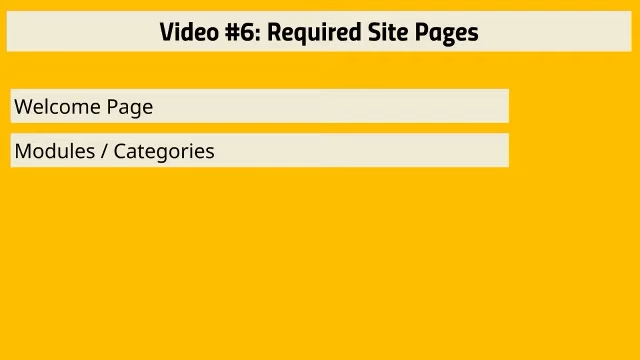 Video #6: Required Site Pages
Welcome Page
Modules / Categories